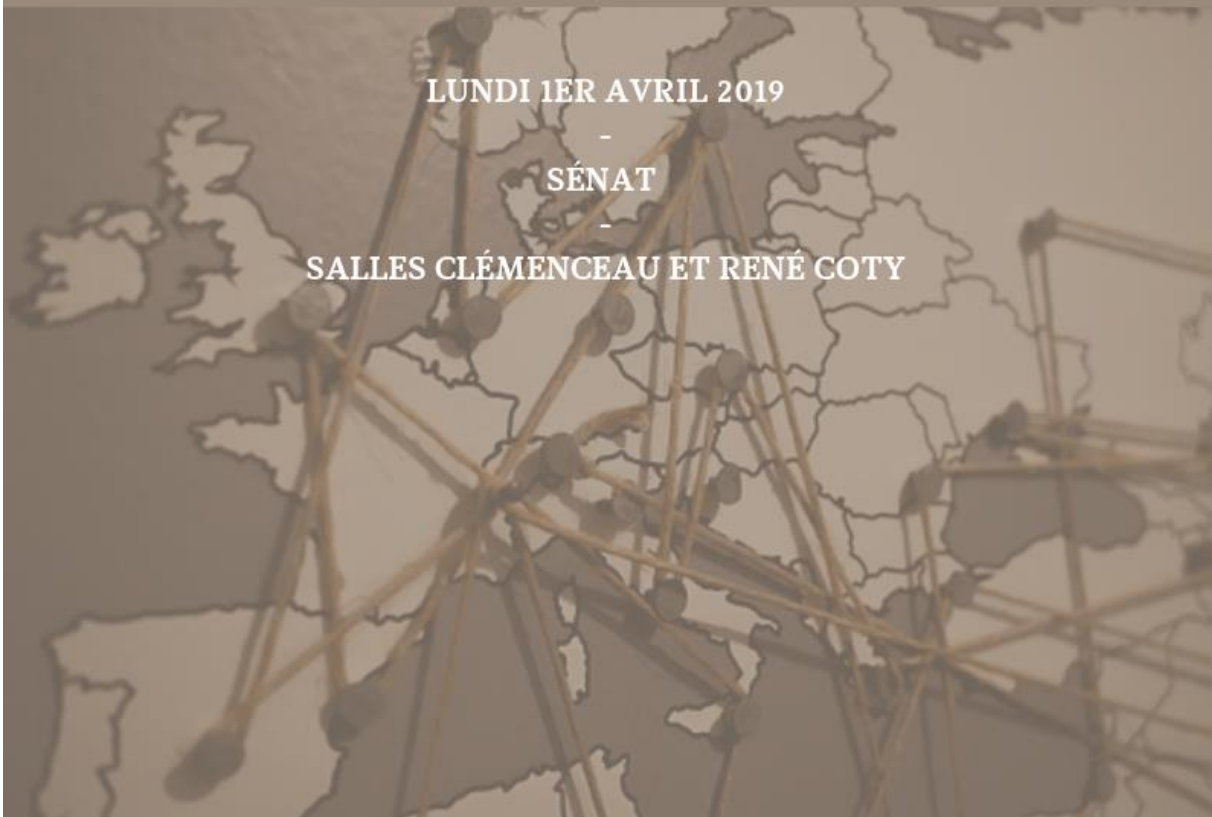 LUNDI 1ER AVRIL 2019
-
SÉNAT
-
SALLES CLÉMENCEAU ET RENÉ COTY